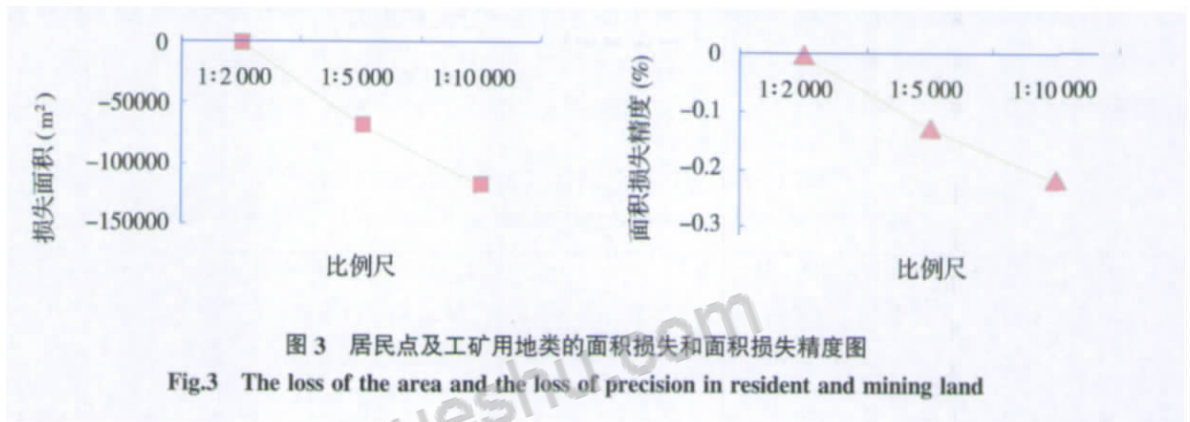 0
-50000
-100000
-150000
损失面积 (m²)
1∶2 000 1∶5 000 1∶10 000
比例尺
0
-0.1
-0.2
-0.3
面积损失精度 (%)
1∶2 000 1∶5 000 1∶10 000
比例尺
图 3 居民点及工矿用地类的面积损失和面积损失精度图
Fig.3 The loss of the area and the loss of precision in resident and mining land
ueshu.com